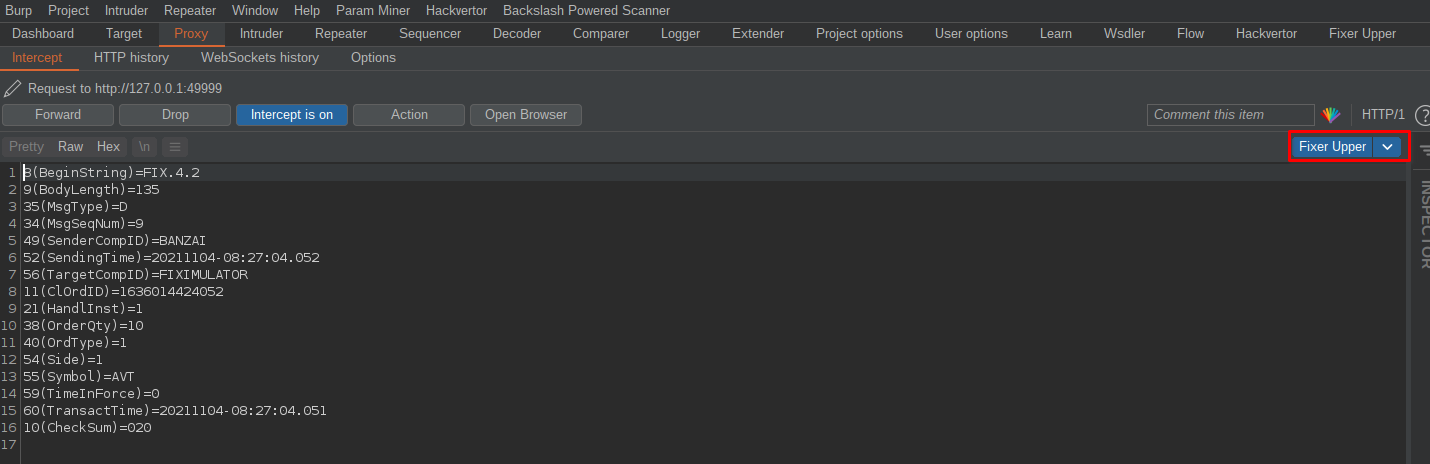 Burp Project Intruder Repeater Window Help Param Miner Hackvertor Backslash Powered Scanner
Dashboard Target Proxy Intruder Repeater Sequencer Decoder Comparer Logger Extender Project options User options Learn Wsdler Flow Hackvertor Fixer Upper
Intercept HTTP history WebSockets history Options
Request to http://127.0.0.1:49999
Forward Drop Intercept is on Action Open Browser Comment this item HTTP/1 ?
Pretty Raw Hex \n Fixer Upper
1 8(BeginString)=FIX.4.2
2 9(BodyLength)=135
3 35(MsgType)=D
4 34(MsgSeqNum)=9
5 49(SenderCompID)=BANZAI
6 52(SendingTime)=20211104-08:27:04.052
7 56(TargetCompID)=FIXIMULATOR
8 11(ClOrdID)=1636014424052
9 21(HandlInst)=1
10 38(OrderQty)=10
11 40(OrdType)=1
12 54(Side)=1
13 55(Symbol)=AVT
14 59(TimeInForce)=0
15 60(TransactTime)=20211104-08:27:04.051
16 10(CheckSum)=020
17
INSPECTOR